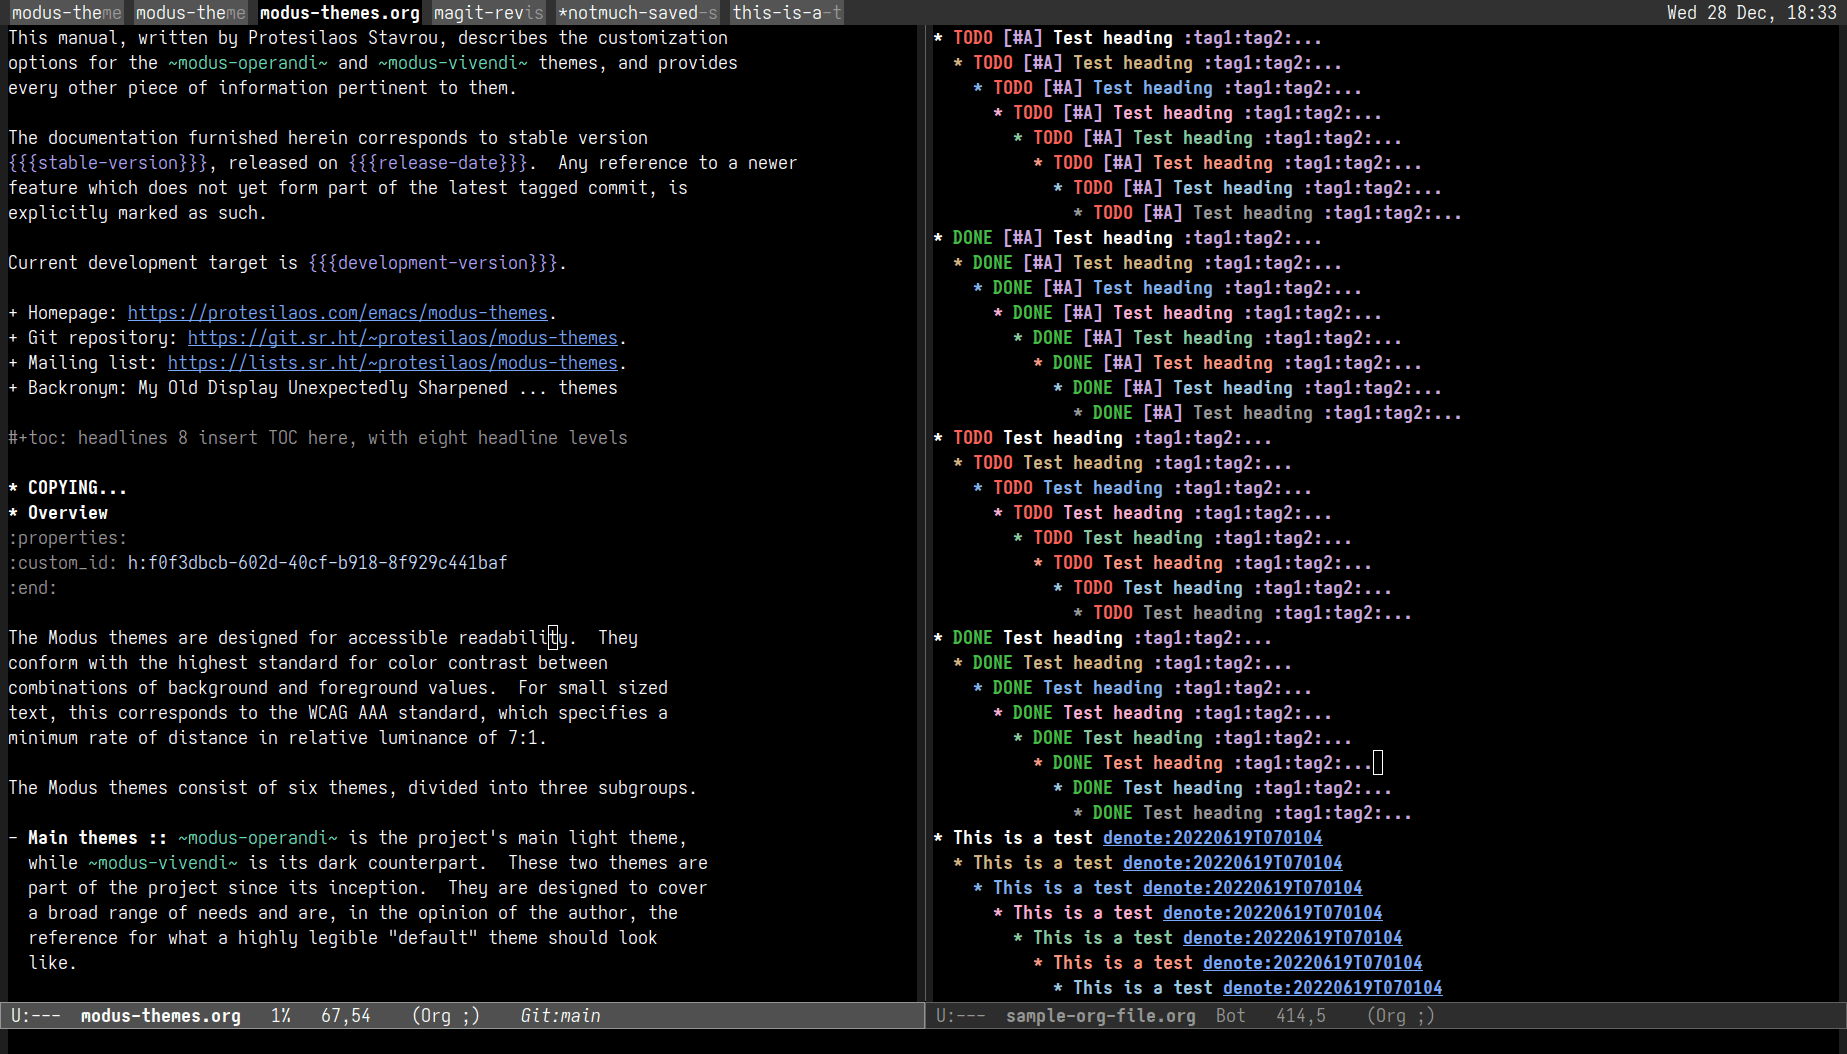 modus-theme modus-theme modus-themes.org magit-revis *notmuch-saved-s this-is-a-t Wed 28 Dec, 18:33
This manual, written by Protesilaos Stavrou, describes the customization
options for the ~modus-operandi~ and ~modus-vivendi~ themes, and provides
every other piece of information pertinent to them.
The documentation furnished herein corresponds to stable version
{{{stable-version}}}, released on {{{release-date}}}.  Any reference to a newer
feature which does not yet form part of the latest tagged commit, is
explicitly marked as such.
Current development target is {{{development-version}}}.
+ Homepage: https://protesilaos.com/emacs/modus-themes.
+ Git repository: https://git.sr.ht/~protesilaos/modus-themes.
+ Mailing list: https://lists.sr.ht/~protesilaos/modus-themes.
+ Backronym: My Old Display Unexpectedly Sharpened ... themes
#+toc: headlines 8 insert TOC here, with eight headline levels
* COPYING...
* Overview
:properties:
:custom_id: h:f0f3dbcb-602d-40cf-b918-8f929c441baf
:end:
The Modus themes are designed for accessible readability.  They
conform with the highest standard for color contrast between
combinations of background and foreground values.  For small sized
text, this corresponds to the WCAG AAA standard, which specifies a
minimum rate of distance in relative luminance of 7:1.
The Modus themes consist of six themes, divided into three subgroups.
- Main themes :: ~modus-operandi~ is the project's main light theme,
while ~modus-vivendi~ is its dark counterpart.  These two themes are
part of the project since its inception.  They are designed to cover
a broad range of needs and are, in the opinion of the author, the
reference for what a highly legible "default" theme should look
like.
U:---  modus-themes.org   1%   67,54    (Org ;)    Git:main
* TODO [#A] Test heading :tag1:tag2:...
* TODO [#A] Test heading :tag1:tag2:...
* TODO [#A] Test heading :tag1:tag2:...
* TODO [#A] Test heading :tag1:tag2:...
* TODO [#A] Test heading :tag1:tag2:...
* TODO [#A] Test heading :tag1:tag2:...
* TODO [#A] Test heading :tag1:tag2:...
* TODO [#A] Test heading :tag1:tag2:...
* DONE [#A] Test heading :tag1:tag2:...
* DONE [#A] Test heading :tag1:tag2:...
* DONE [#A] Test heading :tag1:tag2:...
* DONE [#A] Test heading :tag1:tag2:...
* DONE [#A] Test heading :tag1:tag2:...
* DONE [#A] Test heading :tag1:tag2:...
* DONE [#A] Test heading :tag1:tag2:...
* DONE [#A] Test heading :tag1:tag2:...
* TODO Test heading :tag1:tag2:...
* TODO Test heading :tag1:tag2:...
* TODO Test heading :tag1:tag2:...
* TODO Test heading :tag1:tag2:...
* TODO Test heading :tag1:tag2:...
* TODO Test heading :tag1:tag2:...
* TODO Test heading :tag1:tag2:...
* TODO Test heading :tag1:tag2:...
* DONE Test heading :tag1:tag2:...
* DONE Test heading :tag1:tag2:...
* DONE Test heading :tag1:tag2:...
* DONE Test heading :tag1:tag2:...
* DONE Test heading :tag1:tag2:...
* DONE Test heading :tag1:tag2:...
* DONE Test heading :tag1:tag2:...
* DONE Test heading :tag1:tag2:...
* This is a test denote:20220619T070104
* This is a test denote:20220619T070104
* This is a test denote:20220619T070104
* This is a test denote:20220619T070104
* This is a test denote:20220619T070104
* This is a test denote:20220619T070104
* This is a test denote:20220619T070104
U:---  sample-org-file.org  Bot   414,5    (Org ;)